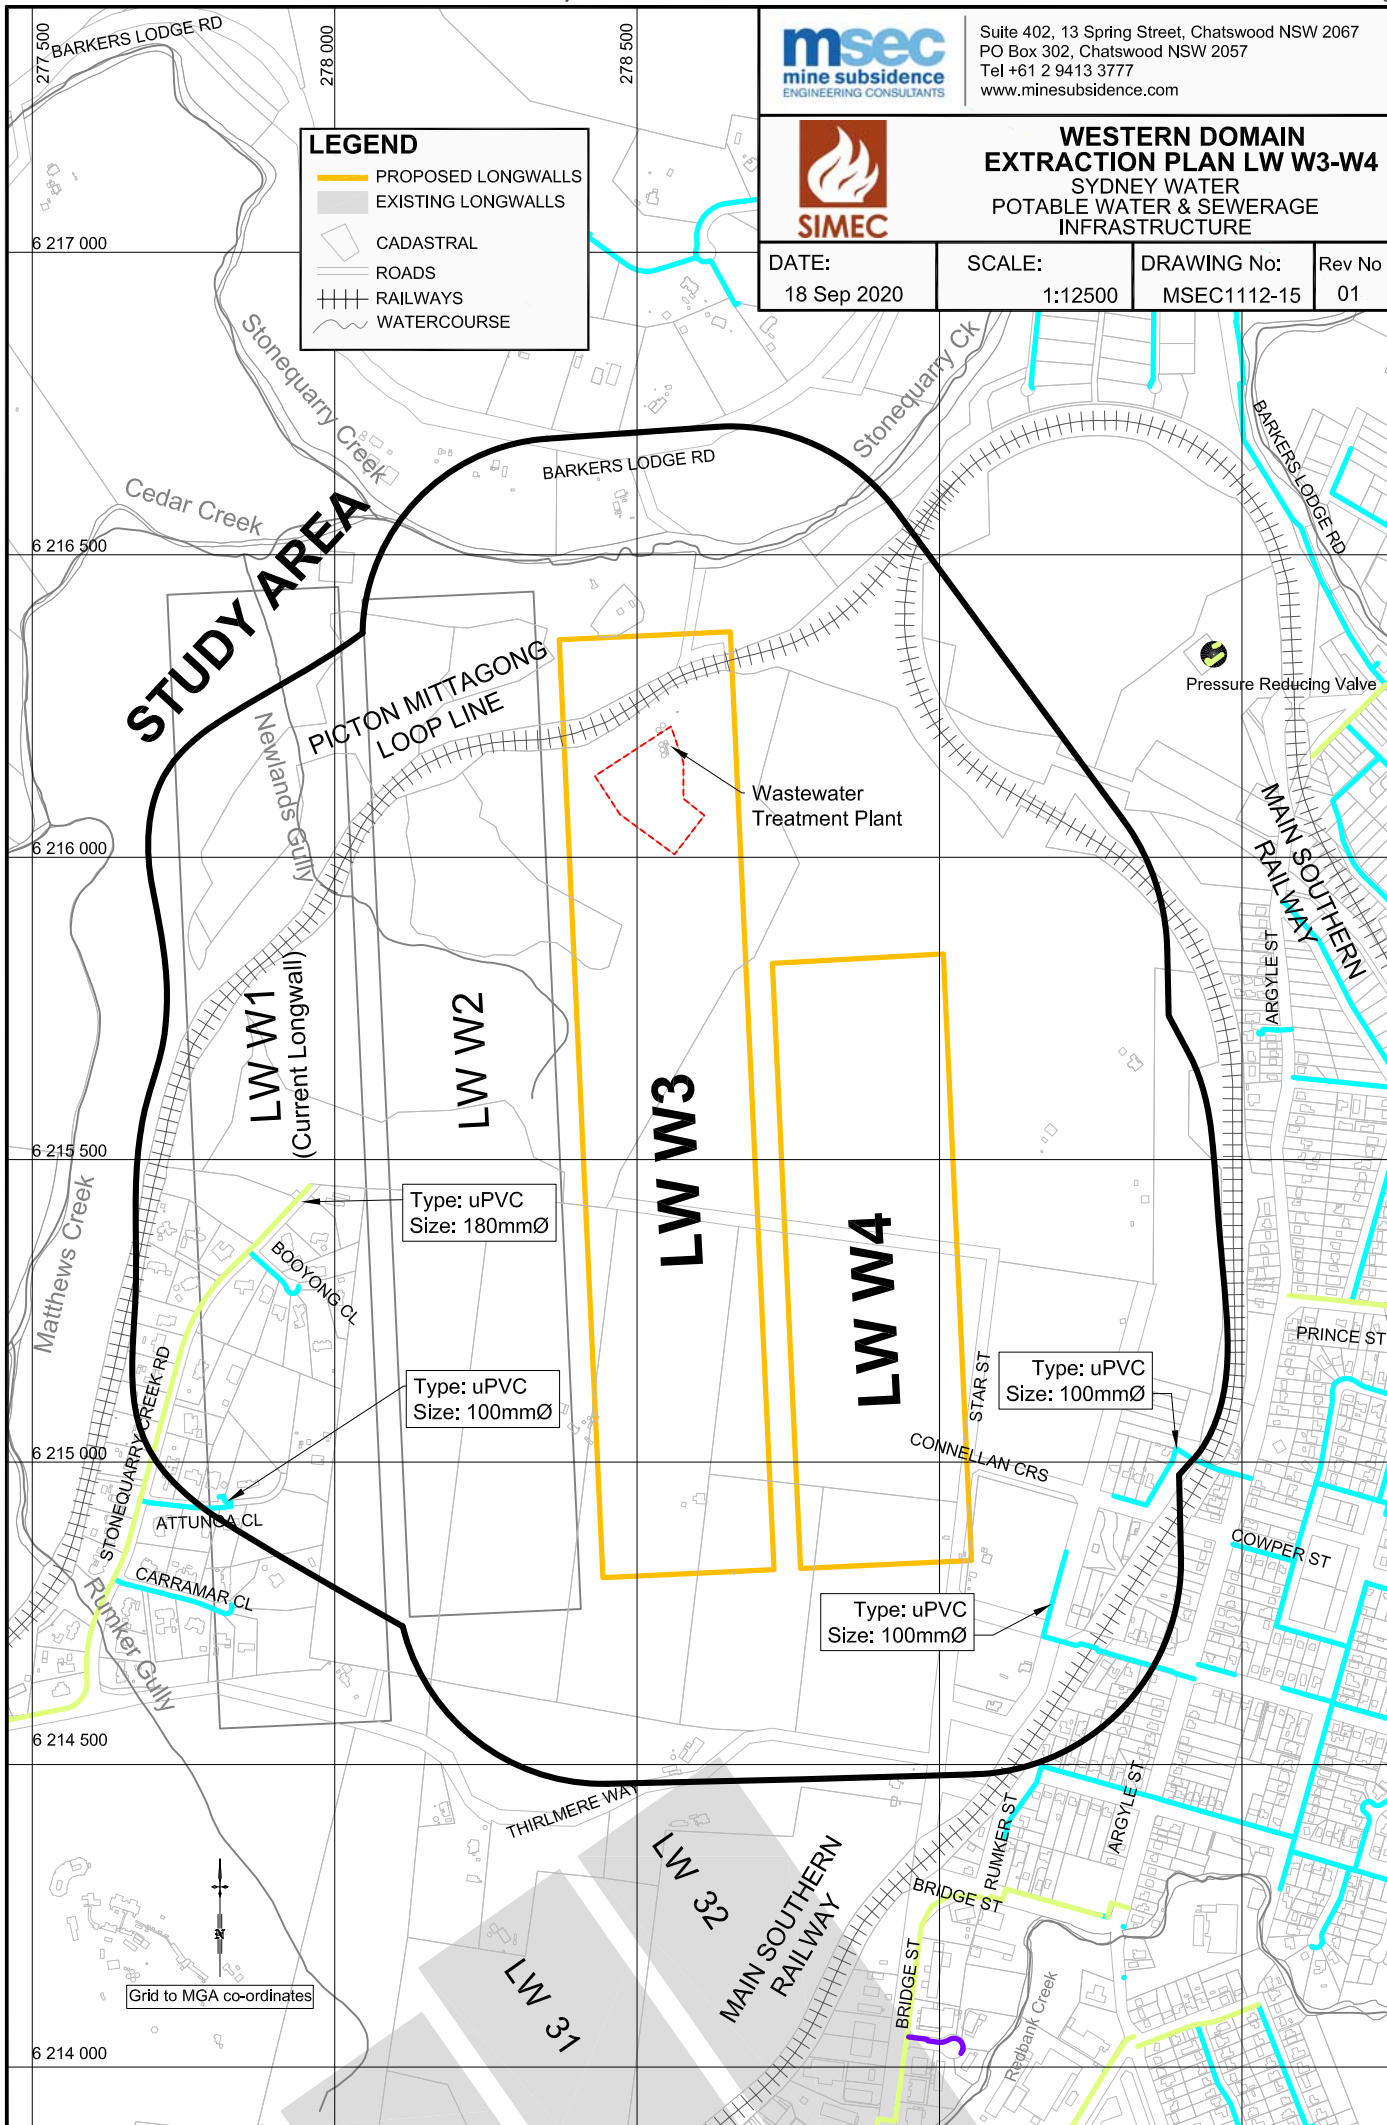 277 500
278 000
278 500
BARKERS LODGE RD
msec
mine subsidence
ENGINEERING CONSULTANTS
Suite 402, 13 Spring Street, Chatswood NSW 2067
PO Box 302, Chatswood NSW 2057
Tel +61 2 9413 3777
www.minesubsidence.com
SIMEC
WESTERN DOMAIN
EXTRACTION PLAN LW W3-W4
SYDNEY WATER
POTABLE WATER & SEWERAGE
INFRASTRUCTURE
DATE:
18 Sep 2020
SCALE:
1:12500
DRAWING No:
MSEC1112-15
Rev No
01
LEGEND
PROPOSED LONGWALLS
EXISTING LONGWALLS
CADASTRAL
ROADS
RAILWAYS
WATERCOURSE
6 217 000
Stonequarry Creek
Stonequarry Ck
BARKERS LODGE RD
BARKERS LODGE RD
Cedar Creek
6 216 500
STUDY AREA
PICTON MITTAGONG
LOOP LINE
Newlands Gully
Pressure Reducing Valve
Wastewater
Treatment Plant
MAIN SOUTHERN
RAILWAY
6 216 000
ARGYLE ST
LW W1
(Current Longwall)
LW W2
LW W3
LW W4
6 215 500
Matthews Creek
Type: uPVC
Size: 180mmØ
BOOYONG CL
PRINCE ST
Type: uPVC
Size: 100mmØ
Type: uPVC
Size: 100mmØ
STAR ST
STONEQUARRY CREEK RD
6 215 000
CONNELLAN CRS
ATTUNGA CL
COWPER ST
CARRAMAR CL
Rumker Gully
Type: uPVC
Size: 100mmØ
6 214 500
THIRLMERE WAY
ARGYLE ST
RUMKER ST
LW 32
MAIN SOUTHERN
RAILWAY
BRIDGE ST
LW 31
BRIDGE ST
N
Grid to MGA co-ordinates
Redbank Creek
6 214 000